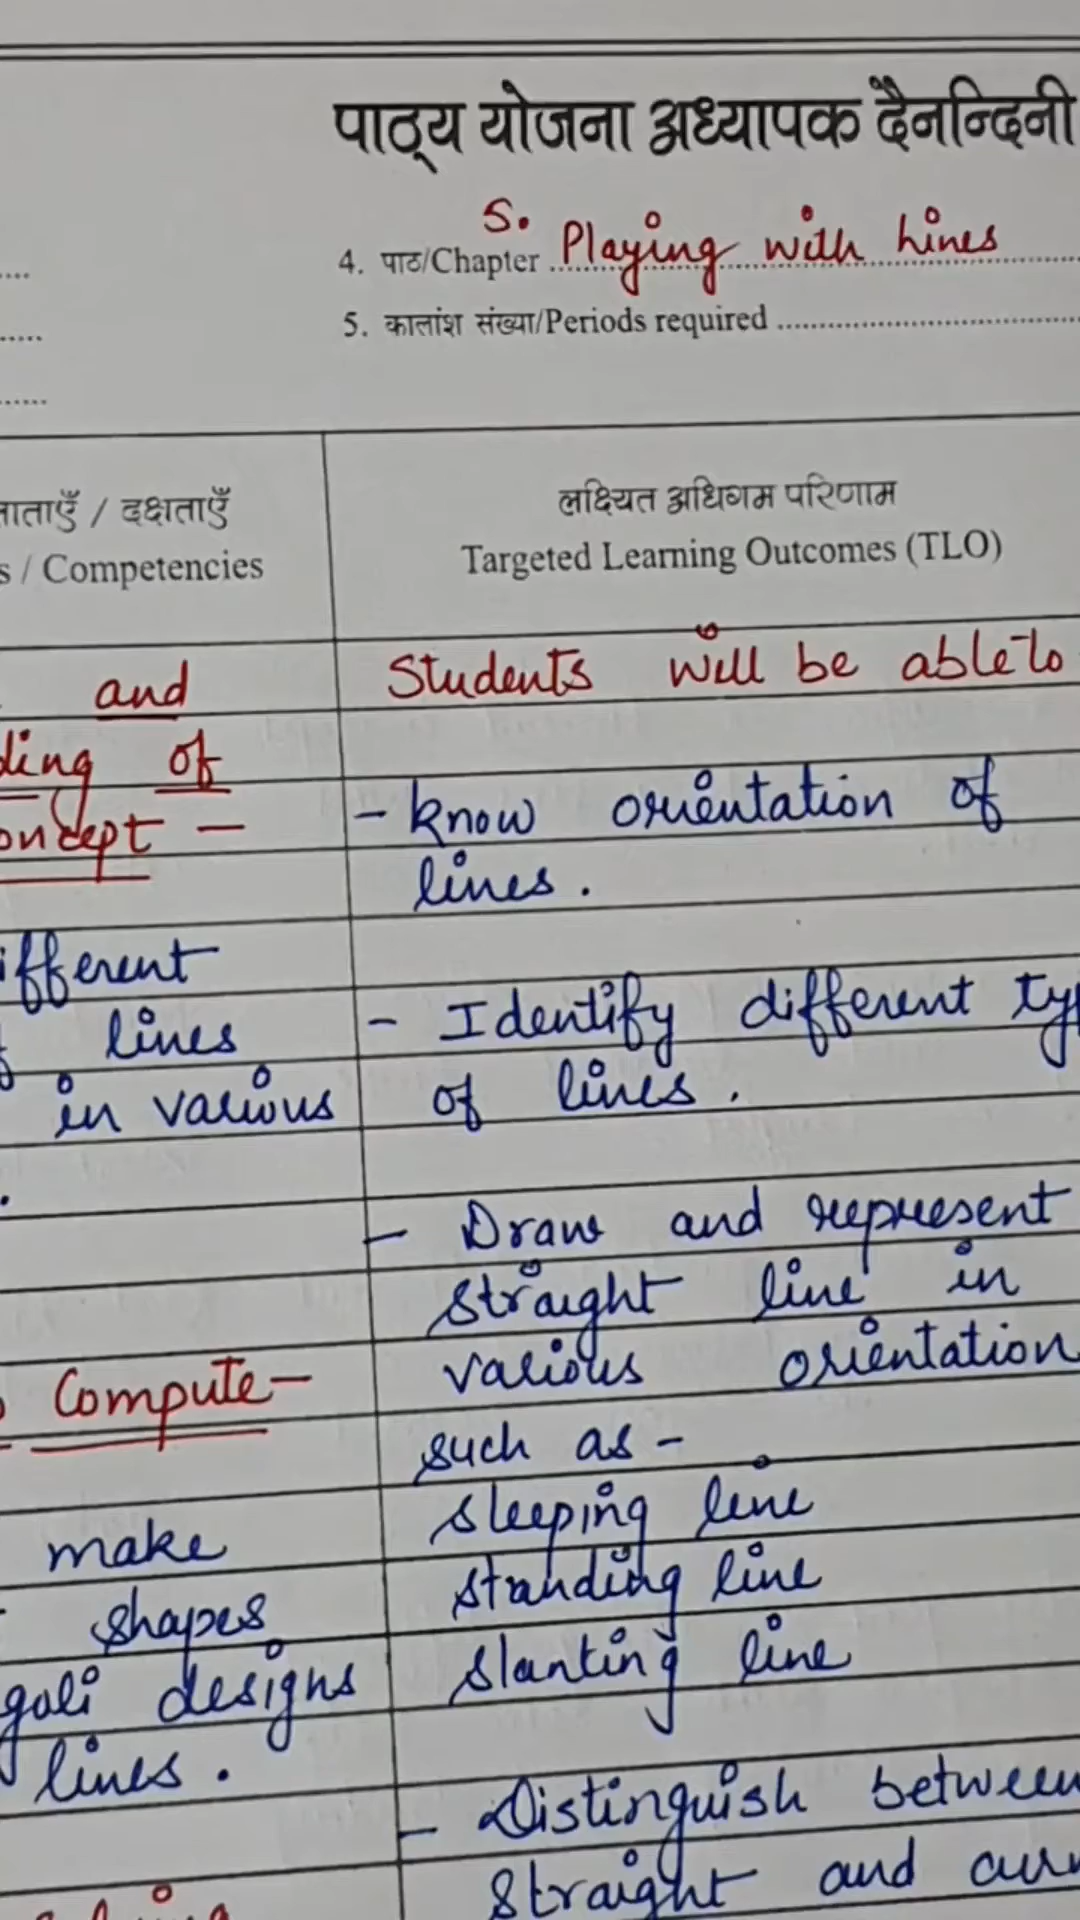 पाठ्य योजना अध्यापक दैनन्दिनी
5.
4. पाठ/Chapter Playing with Lines
5. कालांश संख्या/Periods required
/ दक्षताएँ
/ Competencies
and
of
different
lines
in various
Compute-
make
shapes
designs
lines.
लक्ष्यित अधिगम परिणाम
Targeted Learning Outcomes (TLO)
Students will be able to
- know orientation of
lines.
- Identify different
of lines.
- Draw and represent
straight line in
various orientation
such as -
sleeping line
standing line
slanting line
- Distinguish between
straight and